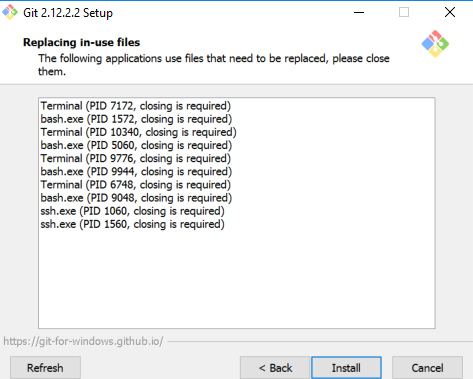 Git 2.12.2.2 Setup
Replacing in-use files
The following applications use files that need to be replaced, please close
them.
Terminal (PID 7172, closing is required)
bash.exe (PID 1572, closing is required)
Terminal (PID 10340, closing is required)
bash.exe (PID 5060, closing is required)
Terminal (PID 9776, closing is required)
bash.exe (PID 9944, closing is required)
Terminal (PID 6748, closing is required)
bash.exe (PID 9048, closing is required)
ssh.exe (PID 1060, closing is required)
ssh.exe (PID 1560, closing is required)
https://git-for-windows.github.io/
Refresh < Back Install Cancel